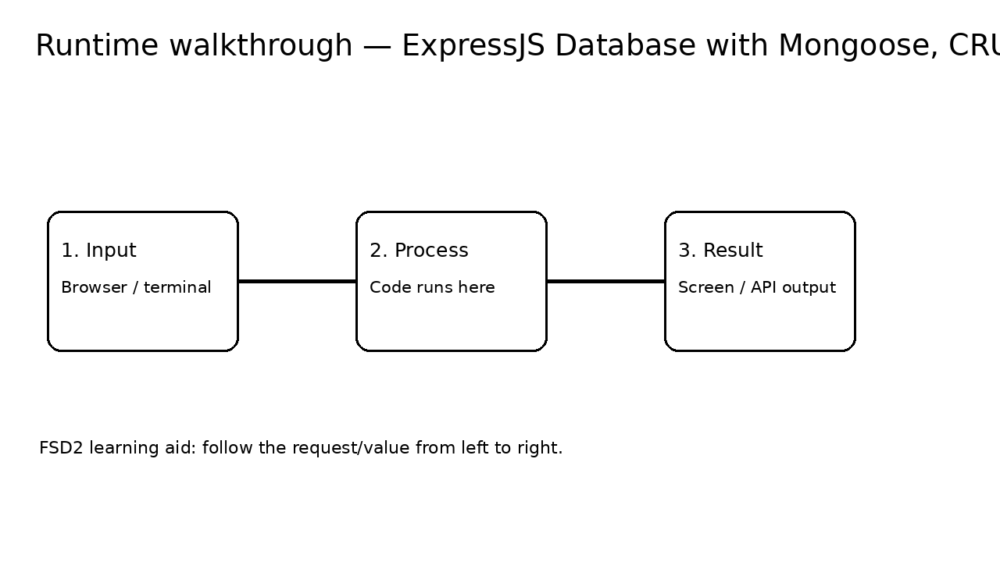 Runtime walkthrough — ExpressJS Database with Mongoose, CRU
1. Input
Browser / terminal
2. Process
Code runs here
3. Result
Screen / API output
FSD2 learning aid: follow the request/value from left to right.